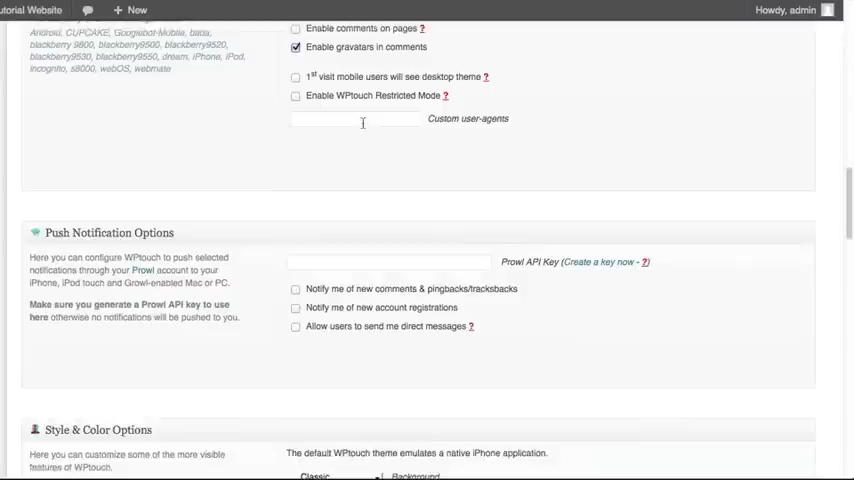 utorial Website
+ New
Howdy, admin
Android, CUPCAKE, Googlebot-Mobile, bada,
blackberry 9800, blackberry9500, blackberry9520,
blackberry9530, blackberry9550, dream, iPhone, iPod,
incognito, s8000, webOS, webmate
Enable comments on pages ?
Enable gravatars in comments
1st visit mobile users will see desktop theme ?
Enable WPtouch Restricted Mode ?
Custom user-agents
Push Notification Options
Here you can configure WPtouch to push selected
notifications through your Prowl account to your
iPhone, iPod touch and Growl-enabled Mac or PC.
Make sure you generate a Prowl API key to use
here otherwise no notifications will be pushed to you.
Prowl API Key (Create a key now - ?)
Notify me of new comments & pingbacks/tracksbacks
Notify me of new account registrations
Allow users to send me direct messages ?
Style & Color Options
Here you can customize some of the more visible
features of WPtouch.
The default WPtouch theme emulates a native iPhone application.
Classic Background